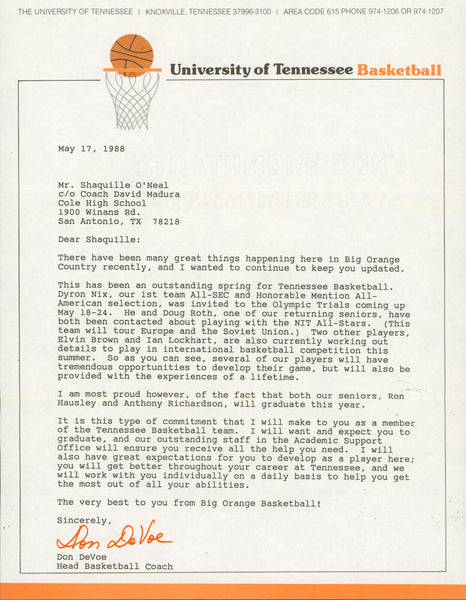 THE UNIVERSITY OF TENNESSEE | KNOXVILLE, TENNESSEE 37996-3100 | AREA CODE 615 PHONE 974-1206 OR 974-1207
University of Tennessee Basketball
May 17, 1988
Mr. Shaquille O'Neal
c/o Coach David Madura
Cole High School
1900 Winans Rd.
San Antonio, TX 78218
Dear Shaquille:
There have been many great things happening here in Big Orange
Country recently, and I wanted to continue to keep you updated.
This has been an outstanding spring for Tennessee Basketball.
Dyron Nix, our 1st team All-SEC and Honorable Mention All-
American selection, was invited to the Olympic Trials coming up
May 18-24. He and Doug Roth, one of our returning seniors, have
both been contacted about playing with the NIT All-Stars. (This
team will tour Europe and the Soviet Union.) Two other players,
Elvin Brown and Ian Lockhart, are also currently working out
details to play in international basketball competition this
summer. So as you can see, several of our players will have
tremendous opportunities to develop their game, but will also be
provided with the experiences of a lifetime.
I am most proud however, of the fact that both our seniors, Ron
Hausley and Anthony Richardson, will graduate this year.
It is this type of commitment that I will make to you as a member
of the Tennessee Basketball team. I will want and expect you to
graduate, and our outstanding staff in the Academic Support
Office will ensure you receive all the help you need. I will
also have great expectations for you to develop as a player here;
you will get better throughout your career at Tennessee, and we
will work with you individually on a daily basis to help you get
the most out of all your abilities.
The very best to you from Big Orange Basketball!
Sincerely,
Don DeVoe
Don DeVoe
Head Basketball Coach